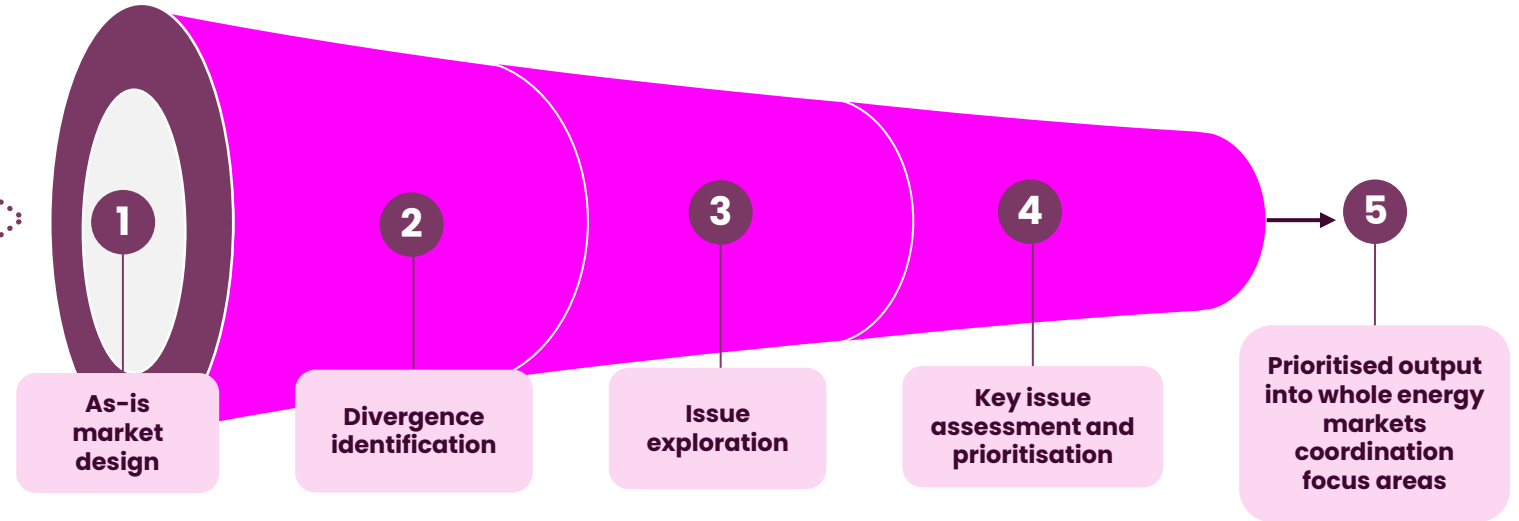 1
2
3
4
5
As-is
market
design
Divergence
identification
Issue
exploration
Key issue
assessment and
prioritisation
Prioritised output
into whole energy
markets
coordination
focus areas